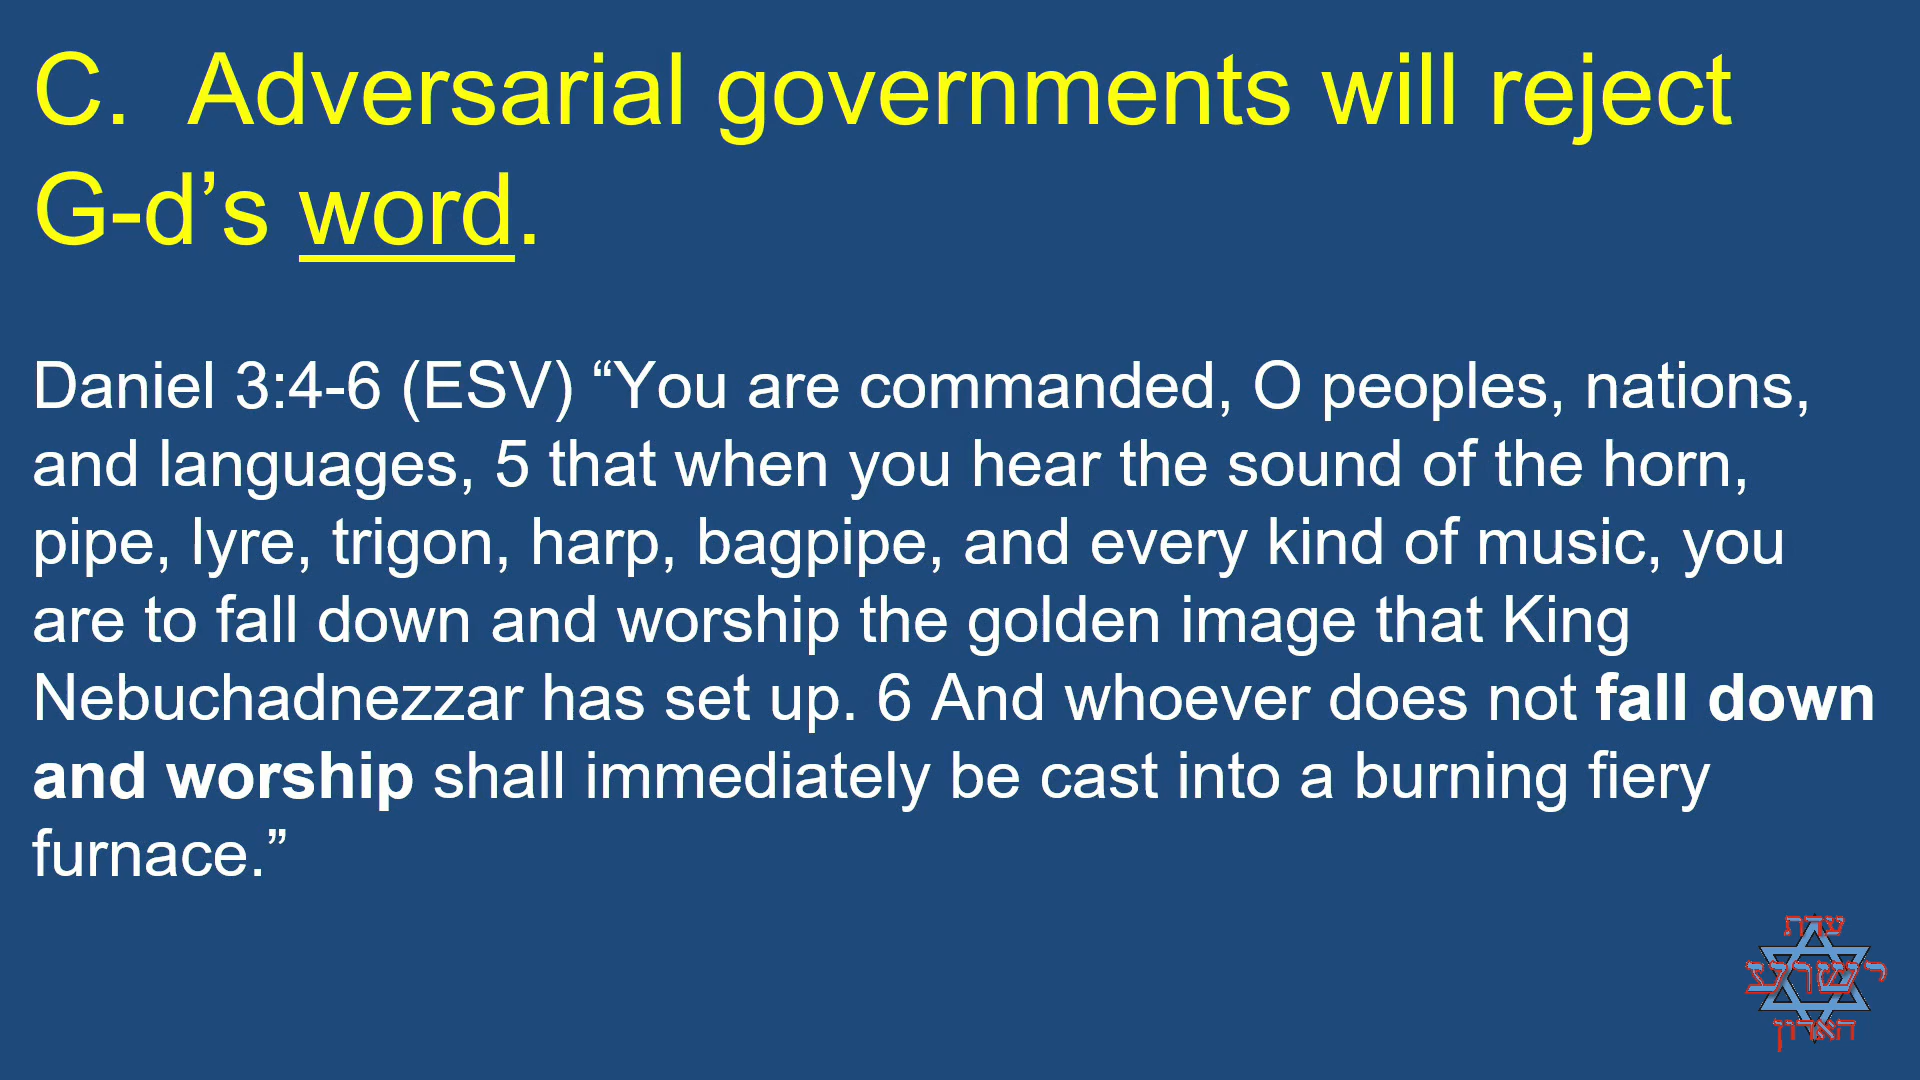 C. Adversarial governments will reject
G-d’s word.
Daniel 3:4-6 (ESV) “You are commanded, O peoples, nations,
and languages, 5 that when you hear the sound of the horn,
pipe, lyre, trigon, harp, bagpipe, and every kind of music, you
are to fall down and worship the golden image that King
Nebuchadnezzar has set up. 6 And whoever does not fall down
and worship shall immediately be cast into a burning fiery
furnace.”
עדת
ישוע
האדון